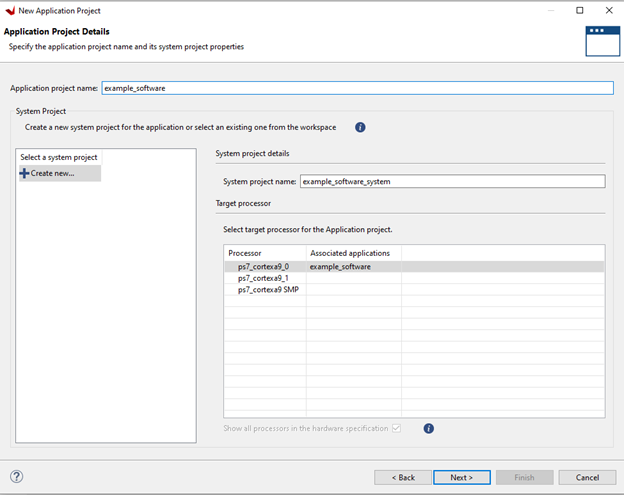 New Application Project
Application Project Details
Specify the application project name and its system project properties
Application project name: example_software
System Project
Create a new system project for the application or select an existing one from the workspace
Select a system project
Create new...
System project details
System project name: example_software_system
Target processor
Select target processor for the Application project.
Processor Associated applications
ps7_cortexa9_0 example_software
ps7_cortexa9_1
ps7_cortexa9 SMP
Show all processors in the hardware specification
< Back Next > Finish Cancel